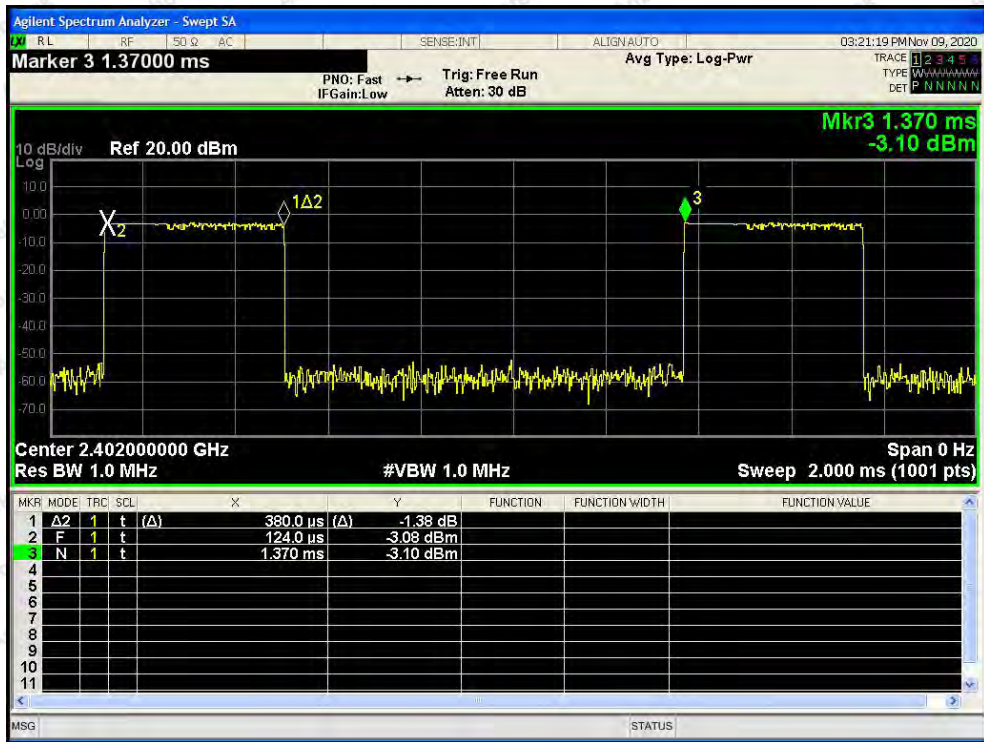 Agilent Spectrum Analyzer - Swept SA
LXI RL RF 50 Ω AC SENSE:INT ALIGN AUTO 03:21:19 PM Nov 09, 2020
Marker 3 1.37000 ms Avg Type: Log-Pwr TRACE 1 2 3 4 5 6
PNO: Fast Trig: Free Run TYPE WWWWWW
IFGain:Low Atten: 30 dB DET P N N N N N
Mkr3 1.370 ms
10 dB/div Ref 20.00 dBm -3.10 dBm
Log
10.0
1Δ2 3
0.00
X2
-10.0
-20.0
-30.0
-40.0
-50.0
-60.0
-70.0
Center 2.402000000 GHz Span 0 Hz
Res BW 1.0 MHz #VBW 1.0 MHz Sweep 2.000 ms (1001 pts)
MKR MODE TRC SCL X Y FUNCTION FUNCTION WIDTH FUNCTION VALUE
1 Δ2 1 t (Δ) 380.0 µs (Δ) -1.38 dB
2 F 1 t 124.0 µs -3.08 dBm
3 N 1 t 1.370 ms -3.10 dBm
4
5
6
7
8
9
10
11
MSG STATUS